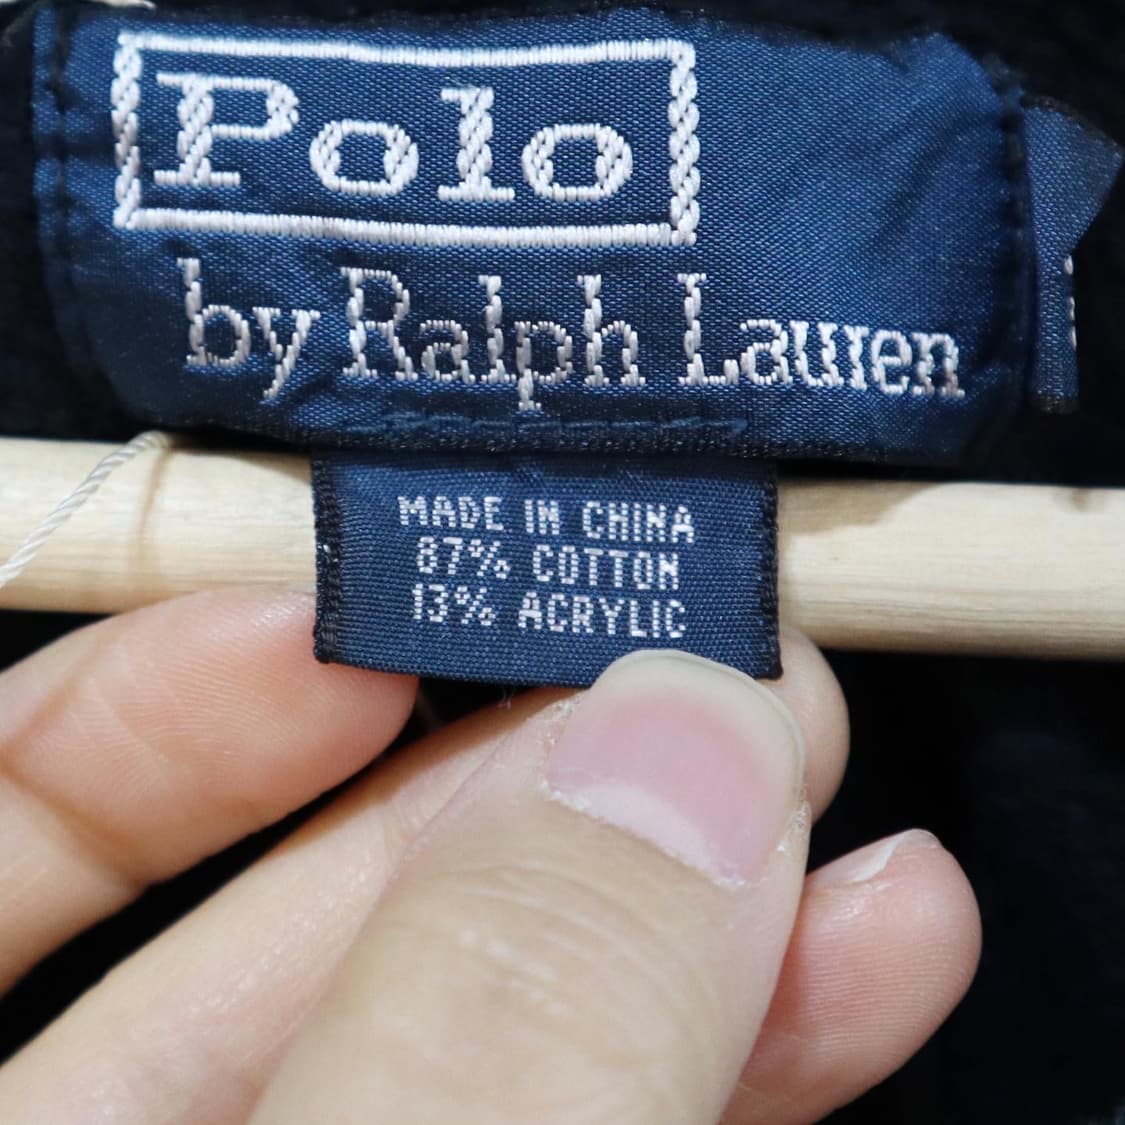 Polo
by Ralph Lauren
MADE IN CHINA
87% COTTON
13% ACRYLIC